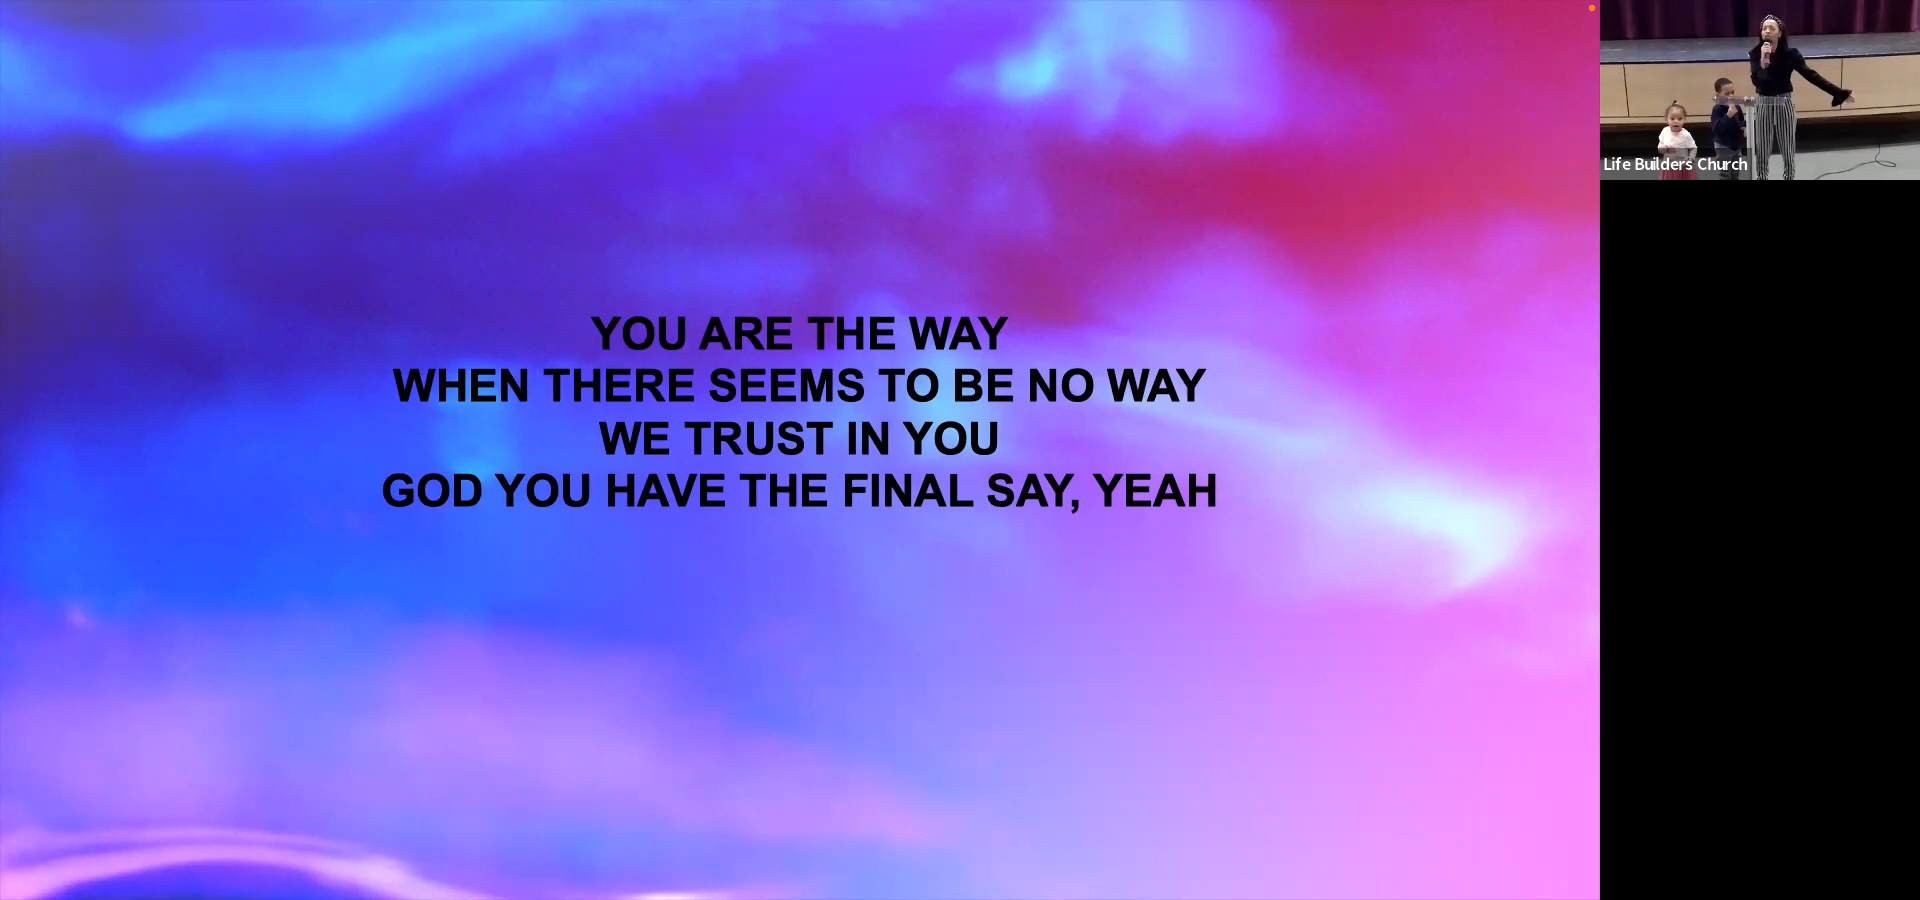 YOU ARE THE WAY
WHEN THERE SEEMS TO BE NO WAY
WE TRUST IN YOU
GOD YOU HAVE THE FINAL SAY, YEAH
Life Builders Church